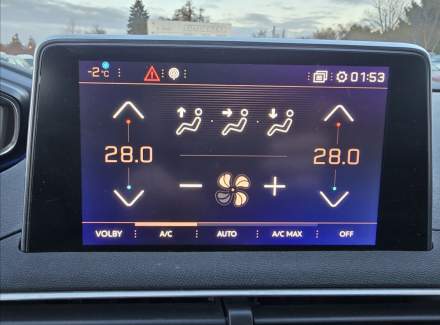 -2°C 01:53
28.0 28.0
VOLBY A/C AUTO A/C MAX OFF